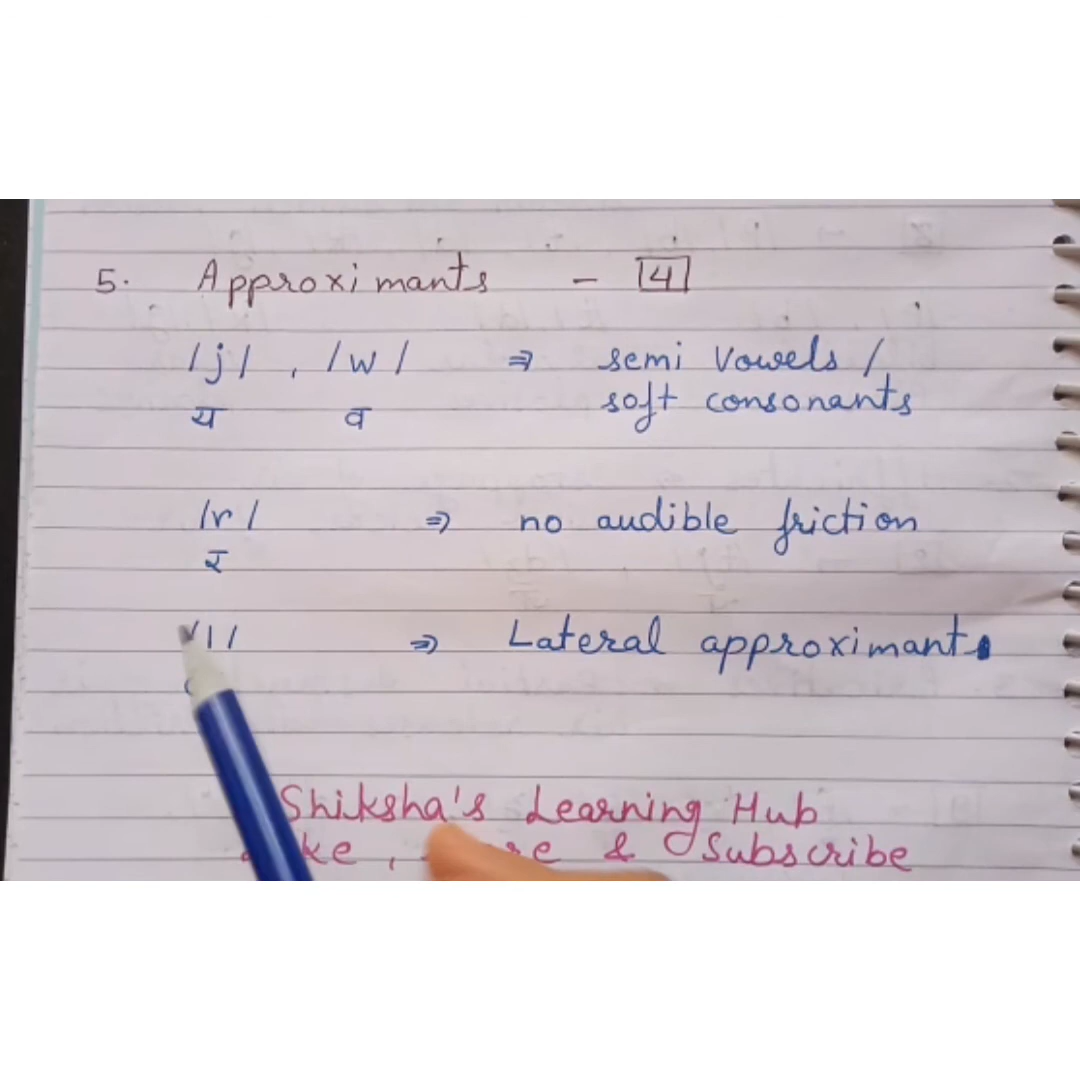 5. Approximants - 4
/j/ , /w/ ⇒ semi vowels /
य व soft consonants
/r/ ⇒ no audible friction
र
/l/ ⇒ Lateral approximants
Shiksha's Learning Hub
, & Subscribe